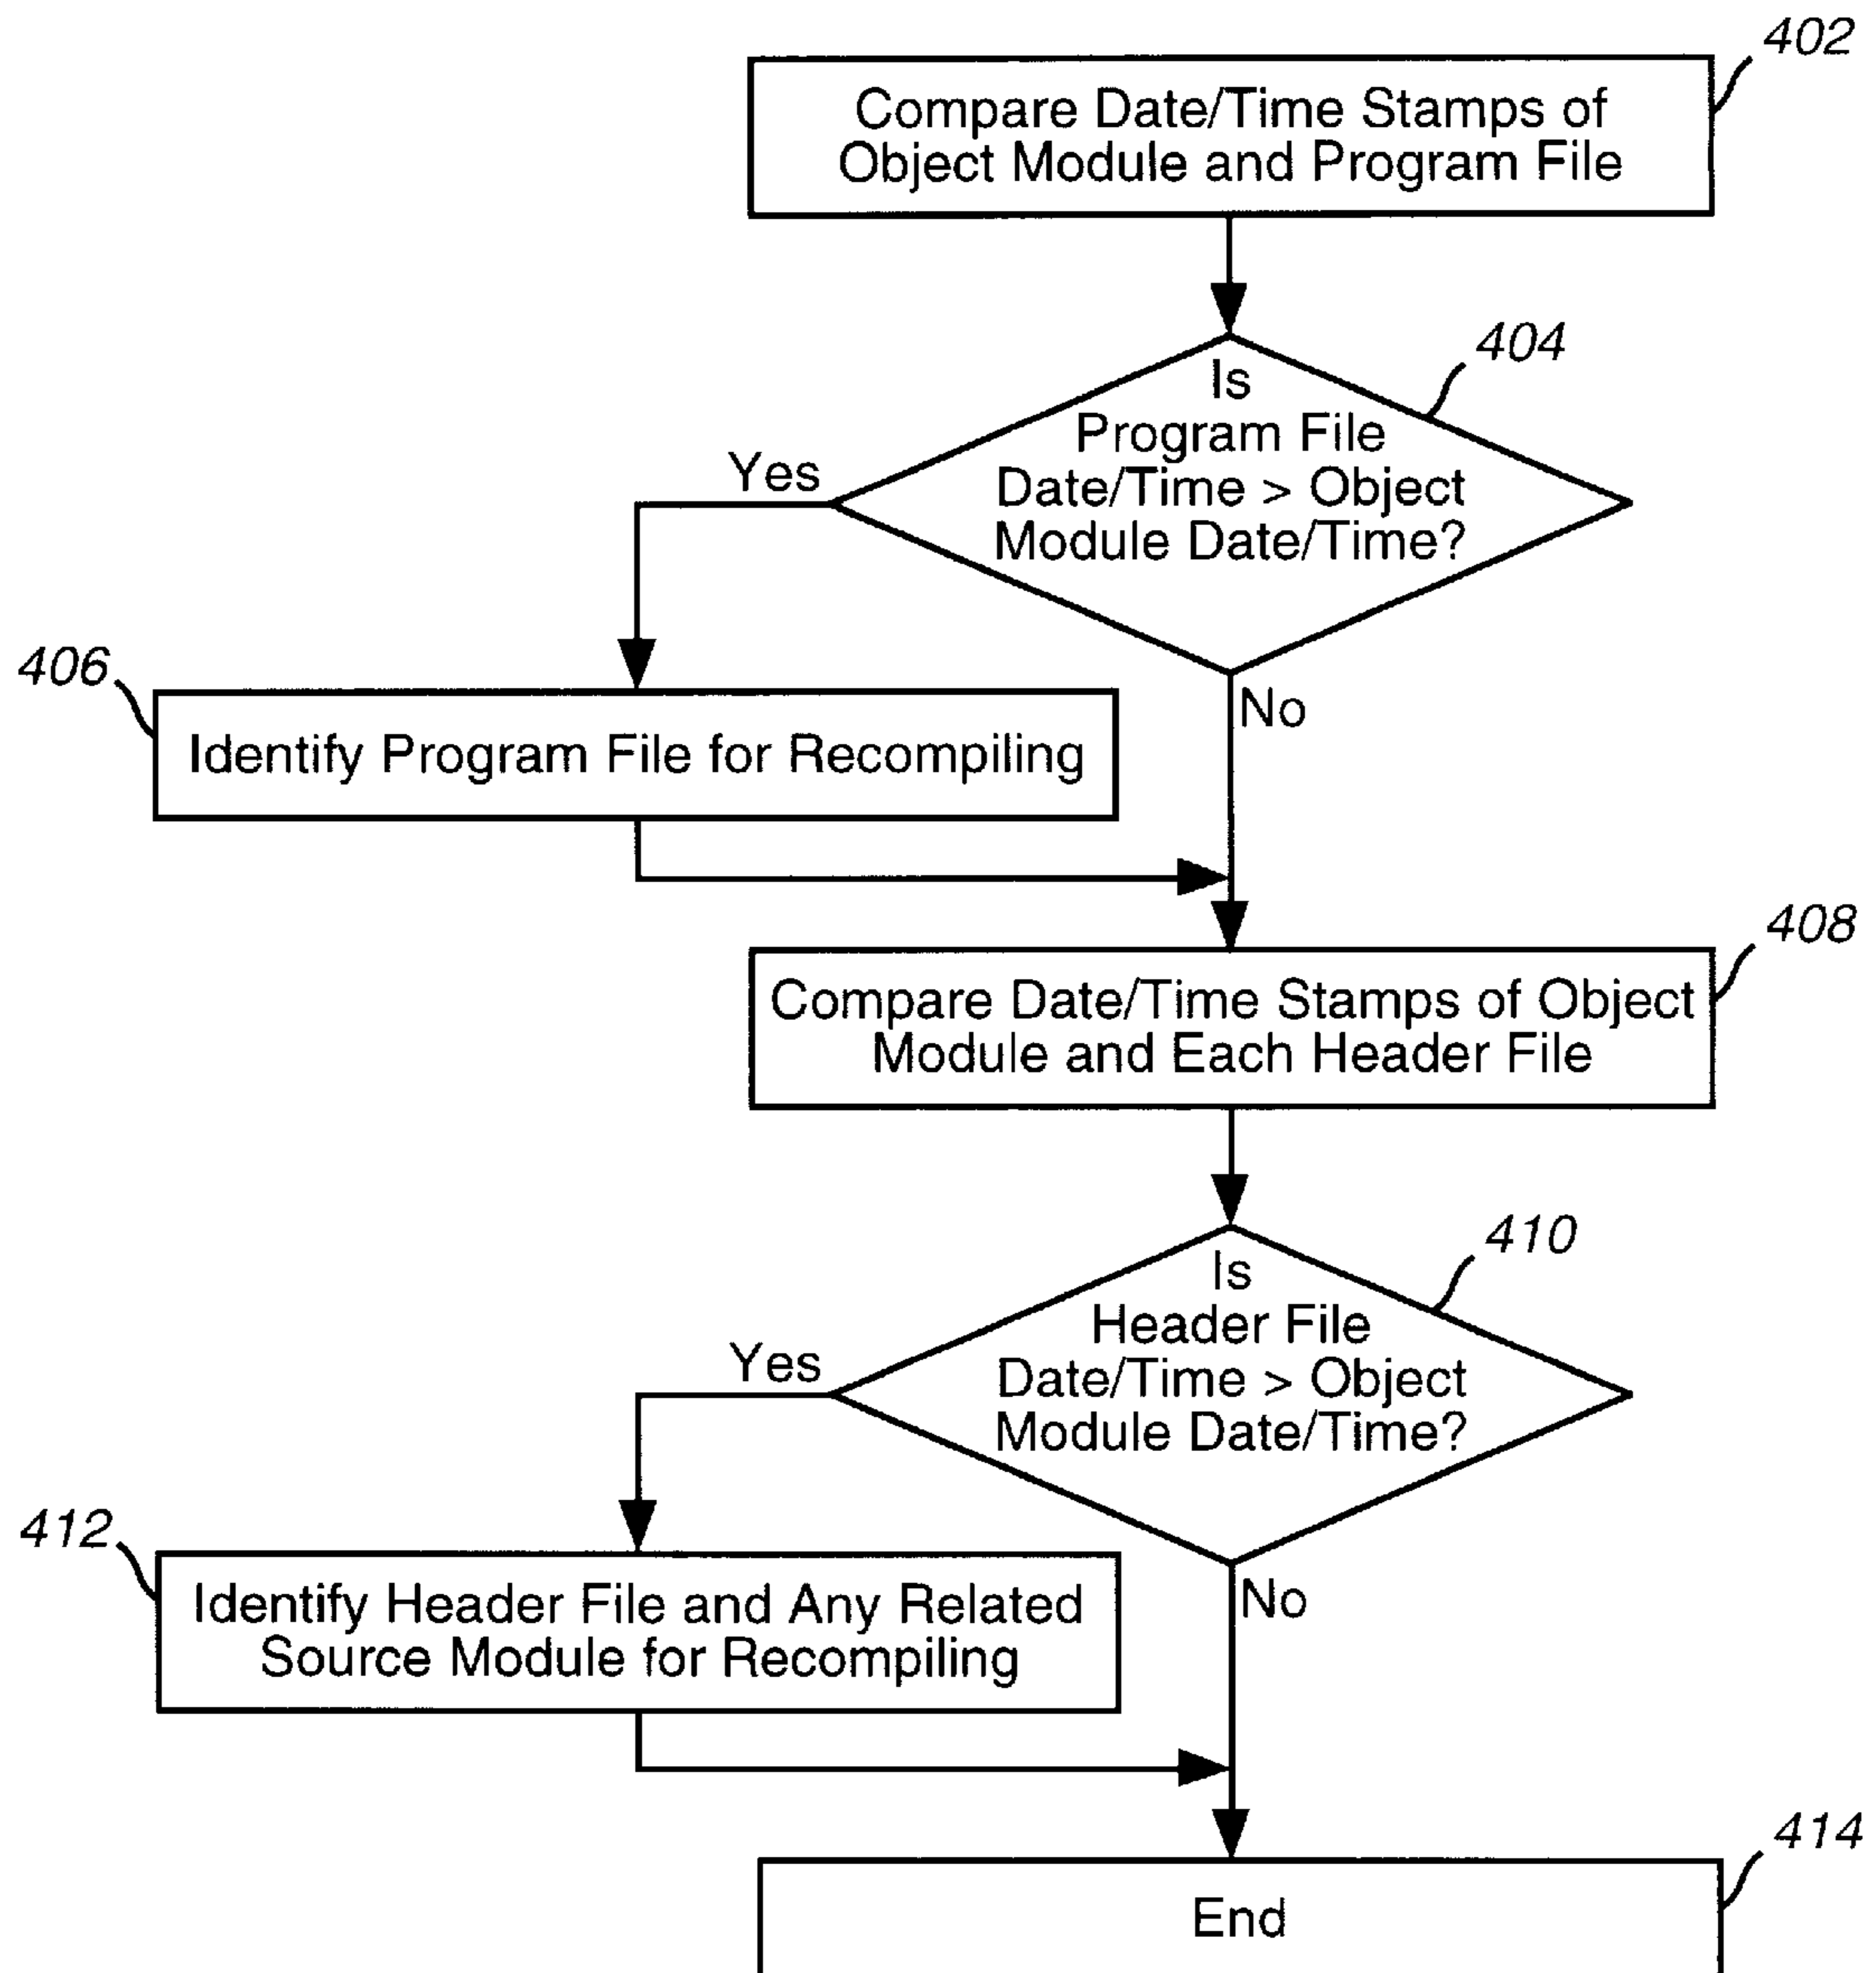 402
Compare Date/Time Stamps of
Object Module and Program File
404
Is
Program File
Date/Time > Object
Module Date/Time?
Yes
No
406
Identify Program File for Recompiling
408
Compare Date/Time Stamps of Object
Module and Each Header File
410
Is
Header File
Date/Time > Object
Module Date/Time?
Yes
No
412
Identify Header File and Any Related
Source Module for Recompiling
414
End